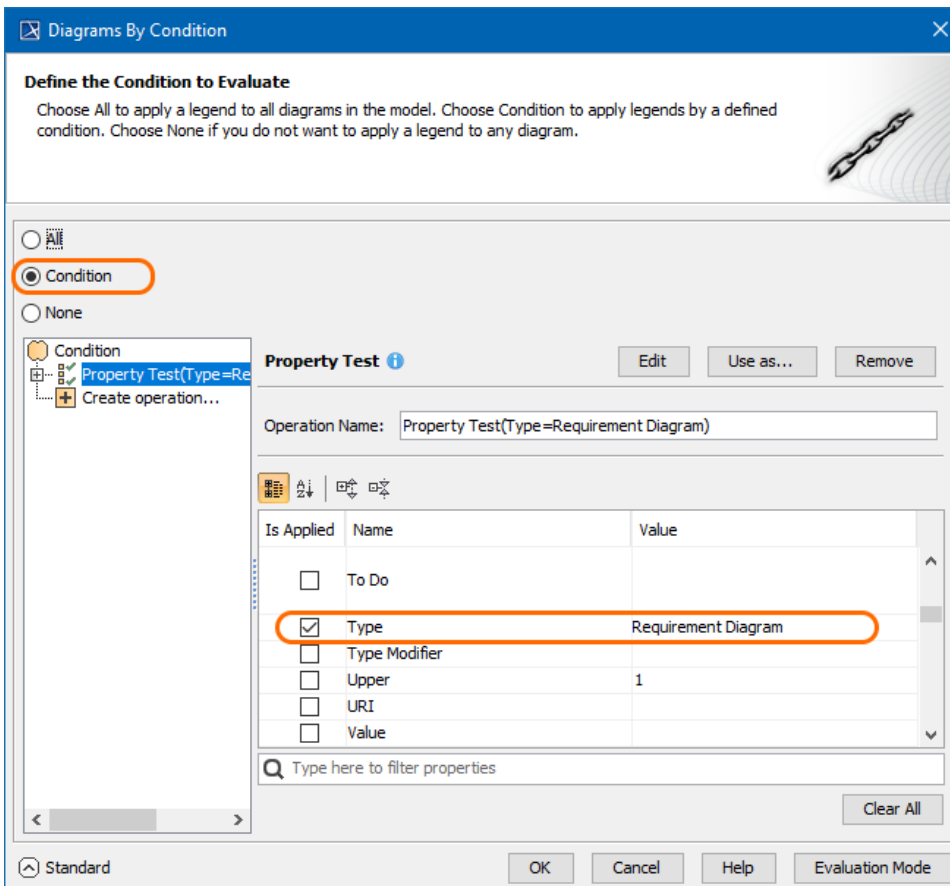 Diagrams By Condition
Define the Condition to Evaluate
Choose All to apply a legend to all diagrams in the model. Choose Condition to apply legends by a defined
condition. Choose None if you do not want to apply a legend to any diagram.
All
Condition
None
Condition
Property Test(Type=Re
Create operation...
Property Test
Edit
Use as...
Remove
Operation Name:
Property Test(Type=Requirement Diagram)
Is Applied Name Value
To Do
Type Requirement Diagram
Type Modifier
Upper 1
URI
Value
Type here to filter properties
Clear All
Standard
OK
Cancel
Help
Evaluation Mode